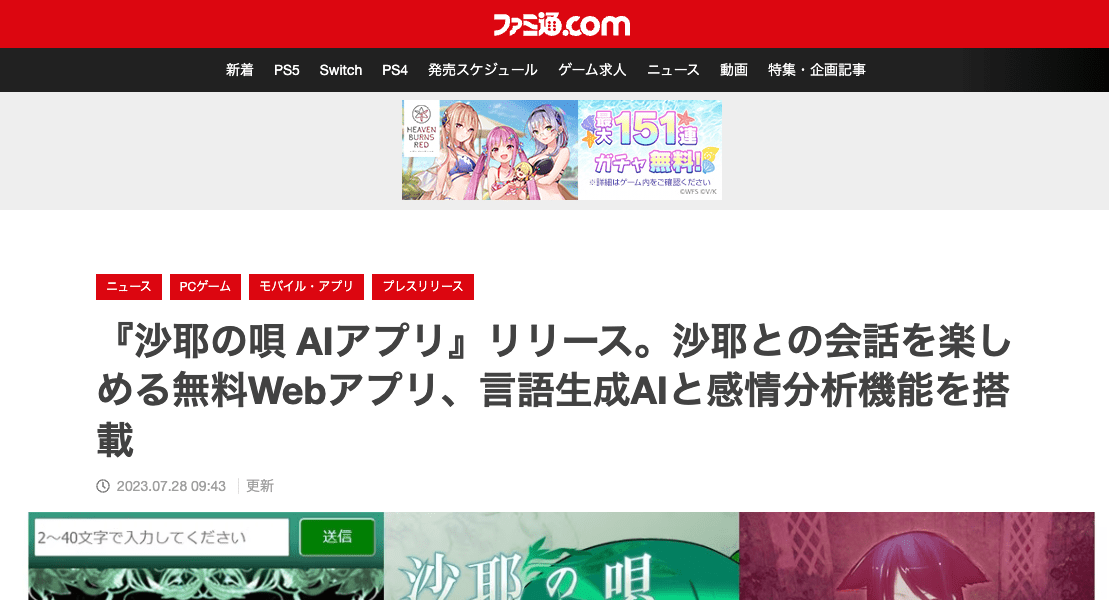 ファミ通.com
新着 PS5 Switch PS4 発売スケジュール ゲーム求人 ニュース 動画 特集・企画記事
HEAVEN
BURNS
RED
最大151連
ガチャ無料!
※詳細はゲーム内をご確認ください
©WFS ©V/K
ニュース PCゲーム モバイル・アプリ プレスリリース
『沙耶の唄 AIアプリ』リリース。沙耶との会話を楽し
める無料Webアプリ、言語生成AIと感情分析機能を搭
載
2023.07.28 09:43 更新
2〜40文字で入力してください 送信
沙耶の唄